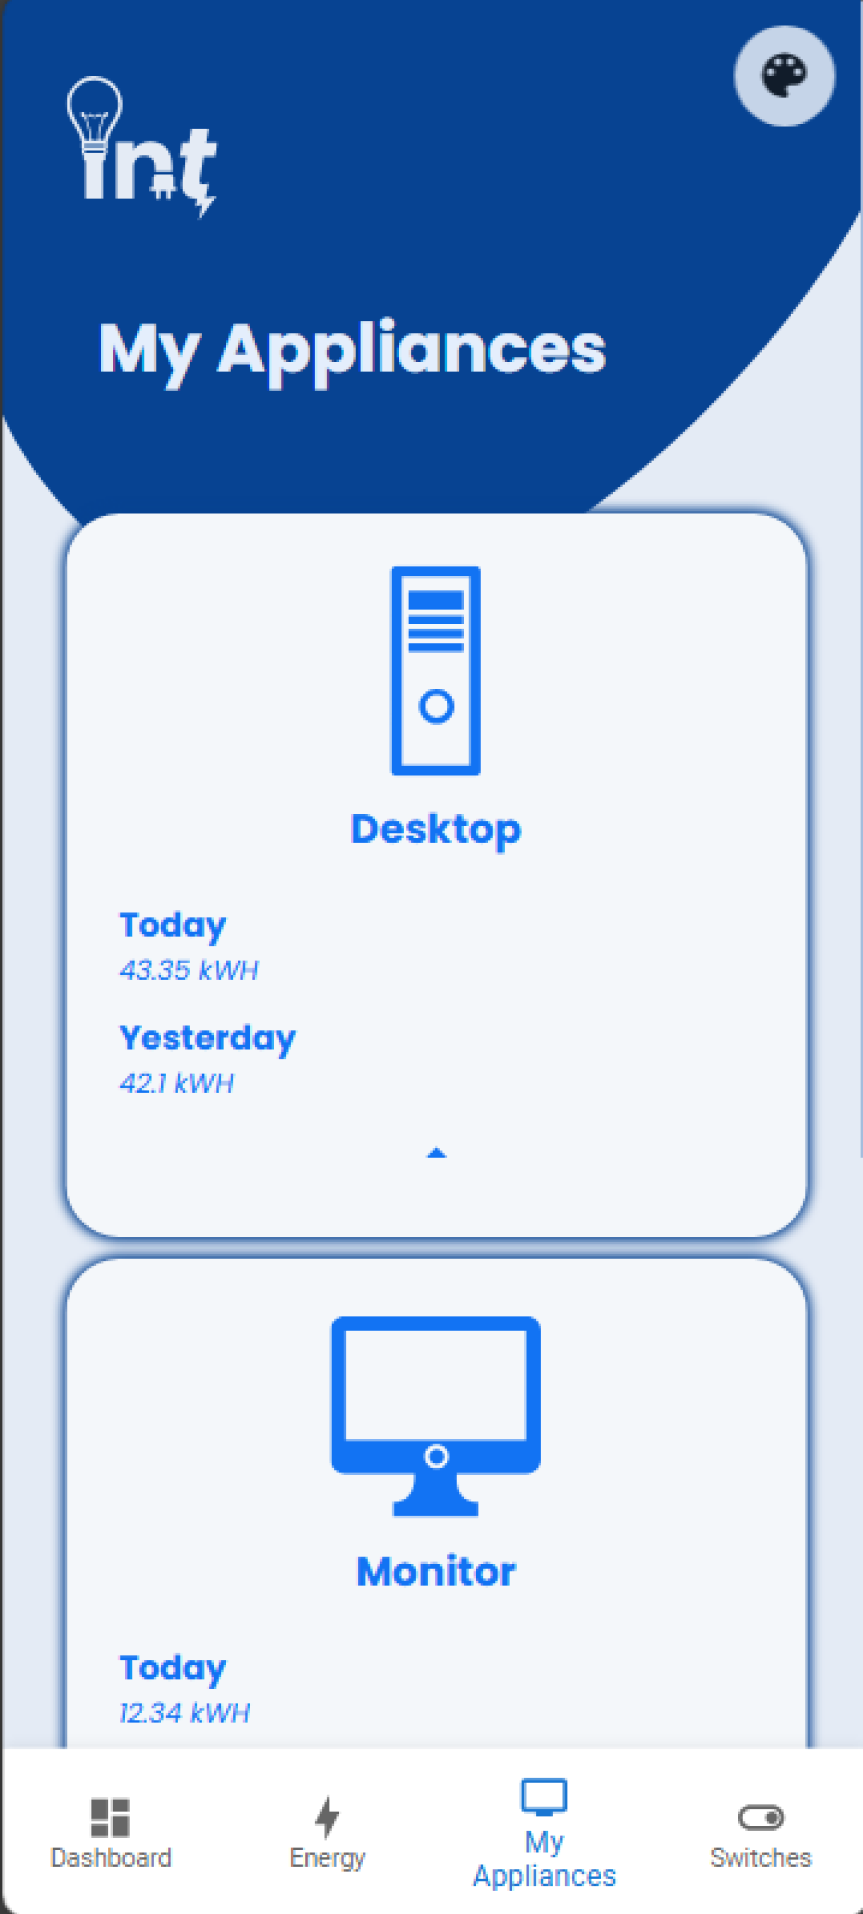 int
My Appliances
Desktop
Today
43.35 kWH
Yesterday
42.1 kWH
Monitor
Today
12.34 kWH
Dashboard
Energy
My
Appliances
Switches